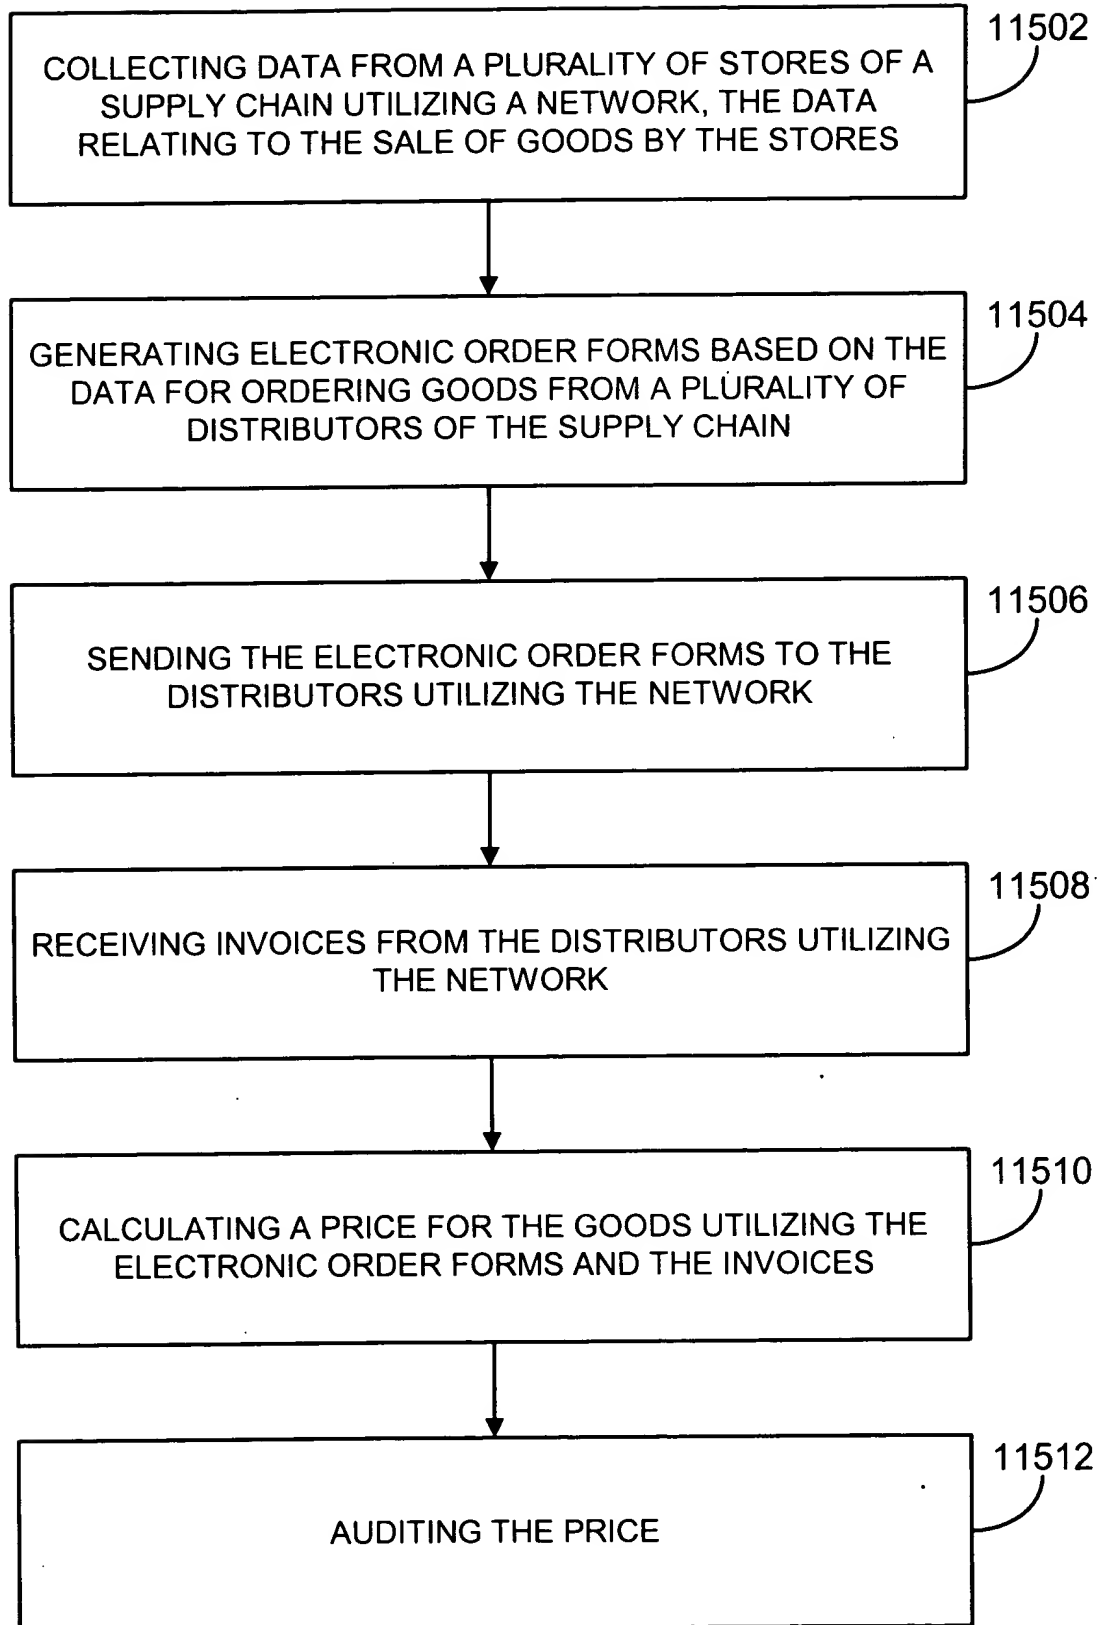 11502
COLLECTING DATA FROM A PLURALITY OF STORES OF A
SUPPLY CHAIN UTILIZING A NETWORK, THE DATA
RELATING TO THE SALE OF GOODS BY THE STORES
11504
GENERATING ELECTRONIC ORDER FORMS BASED ON THE
DATA FOR ORDERING GOODS FROM A PLURALITY OF
DISTRIBUTORS OF THE SUPPLY CHAIN
11506
SENDING THE ELECTRONIC ORDER FORMS TO THE
DISTRIBUTORS UTILIZING THE NETWORK
11508
RECEIVING INVOICES FROM THE DISTRIBUTORS UTILIZING
THE NETWORK
11510
CALCULATING A PRICE FOR THE GOODS UTILIZING THE
ELECTRONIC ORDER FORMS AND THE INVOICES
11512
AUDITING THE PRICE